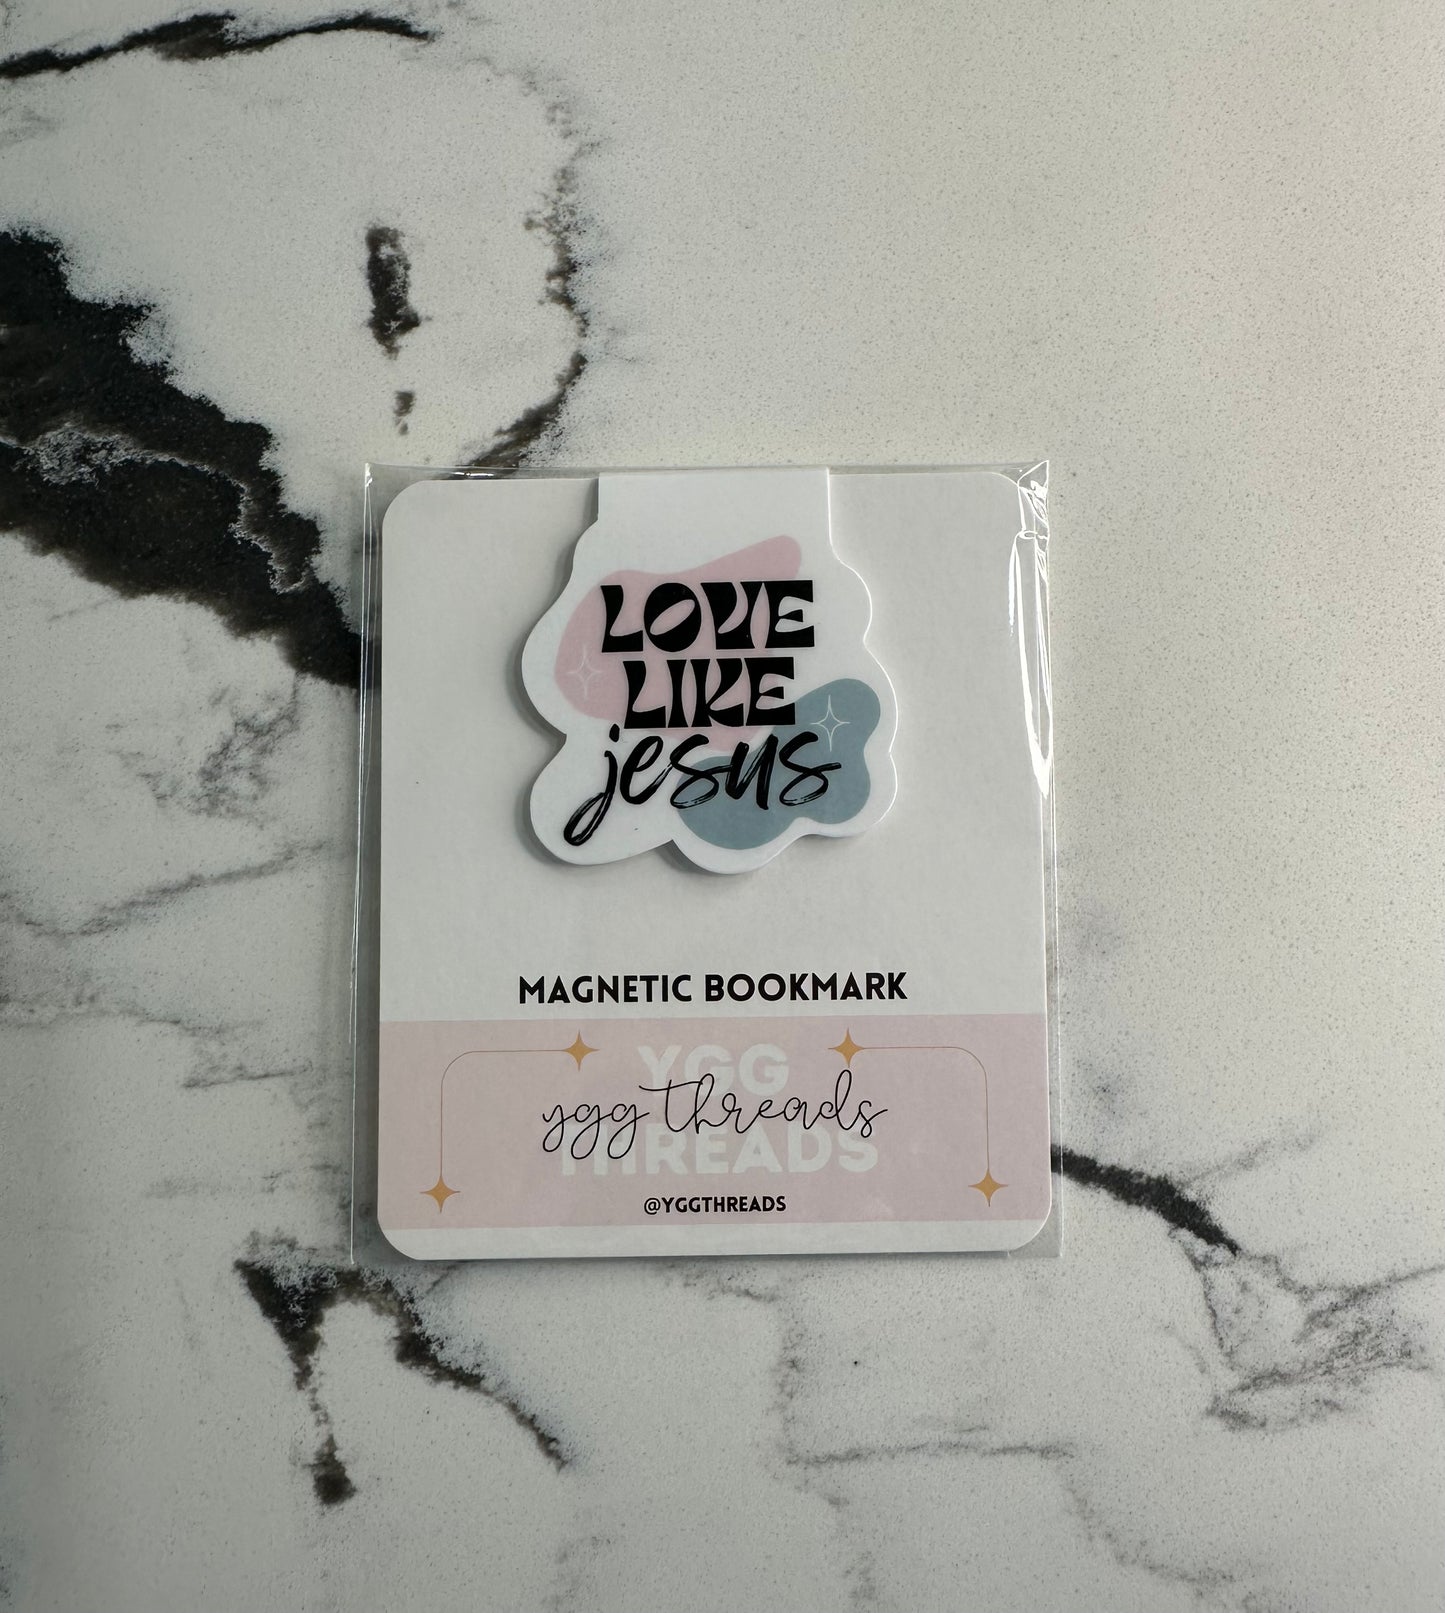 LOVE
LIKE
jesus
MAGNETIC BOOKMARK
YGG
ygg threads
THREADS
@YGGTHREADS